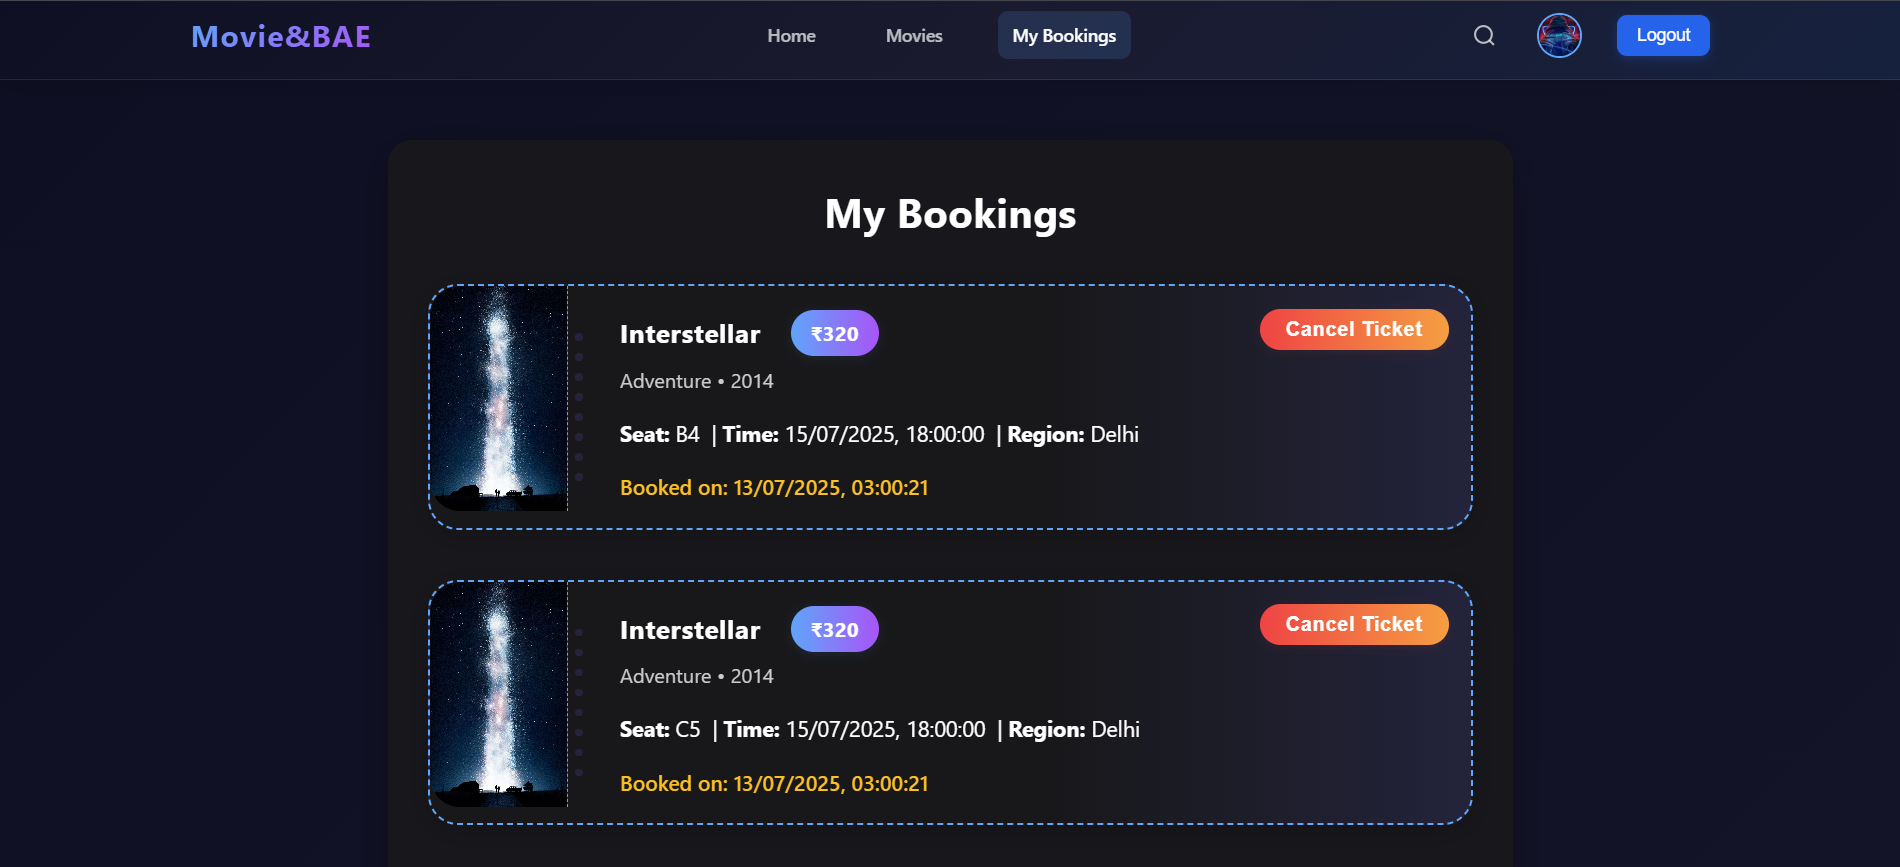 Movie&BAE Home Movies My Bookings Logout
My Bookings
Interstellar ₹320 Cancel Ticket
Adventure • 2014
Seat: B4 | Time: 15/07/2025, 18:00:00 | Region: Delhi
Booked on: 13/07/2025, 03:00:21
Interstellar ₹320 Cancel Ticket
Adventure • 2014
Seat: C5 | Time: 15/07/2025, 18:00:00 | Region: Delhi
Booked on: 13/07/2025, 03:00:21